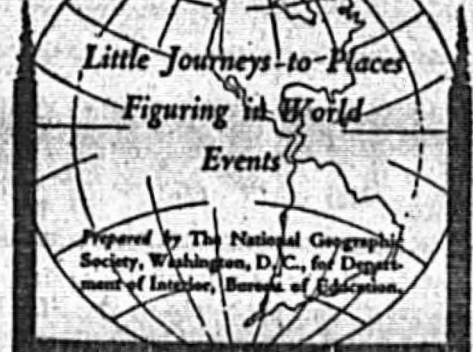 Little Journeys to Places
Figuring in World
Events
Prepared by The National Geographic
Society, Washington, D. C., for Depart-
ment of Interior, Bureau of Education.